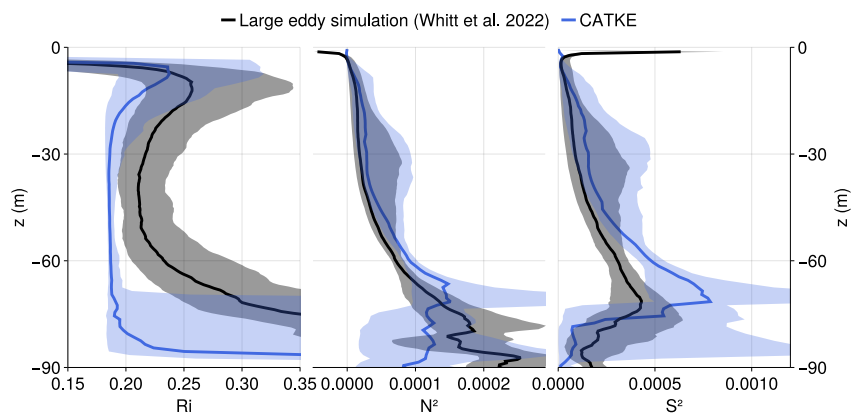 Large eddy simulation (Whitt et al. 2022) CATKE
0 0
−30 −30
−60 −60
−90 −90
z (m) z (m)
0.15 0.20 0.25 0.30 0.35 0.0000 0.0001 0.0002 0.0000 0.0005 0.0010
Ri N² S²